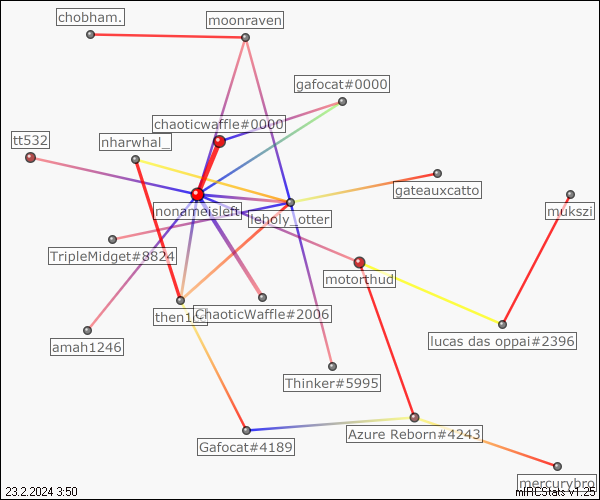 chobham.
moonraven
gafocat#0000
chaoticwaffle#0000
tt532
nharwhal_
gateauxcatto
nonameisleft
leholy_otter
mukszi
TripleMidget#8824
motorthud
ChaoticWaffle#2006
lucas das oppai#2396
amah1246
Thinker#5995
Azure Reborn#4243
Gafocat#4189
mercurybro
23.2.2024 3:50
mIRCStats v1.25